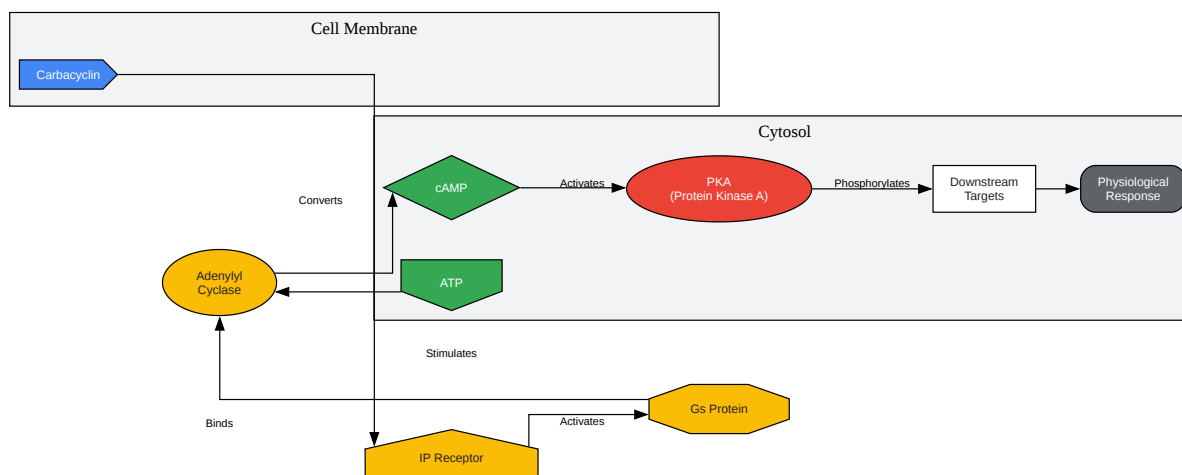 Cell Membrane
Carbacyclin
Cytosol
cAMP
Activates
PKA
(Protein Kinase A)
Phosphorylates
Downstream
Targets
Physiological
Response
Converts
Adenylyl
Cyclase
ATP
Stimulates
Binds
Gs Protein
Activates
IP Receptor